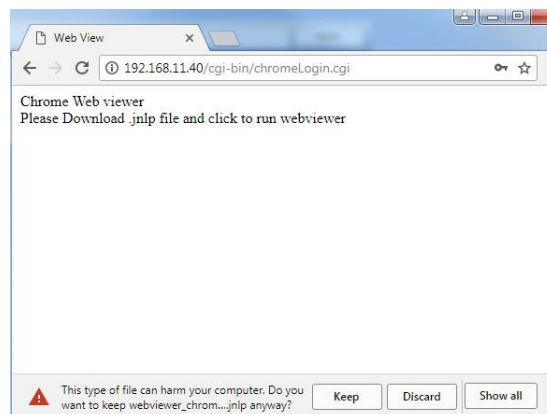 Web View
192.168.11.40/cgi-bin/chromeLogin.cgi
Chrome Web viewer
Please Download .jnlp file and click to run webviewer
This type of file can harm your computer. Do you
want to keep webviewer_chrom....jnlp anyway?
Keep
Discard
Show all